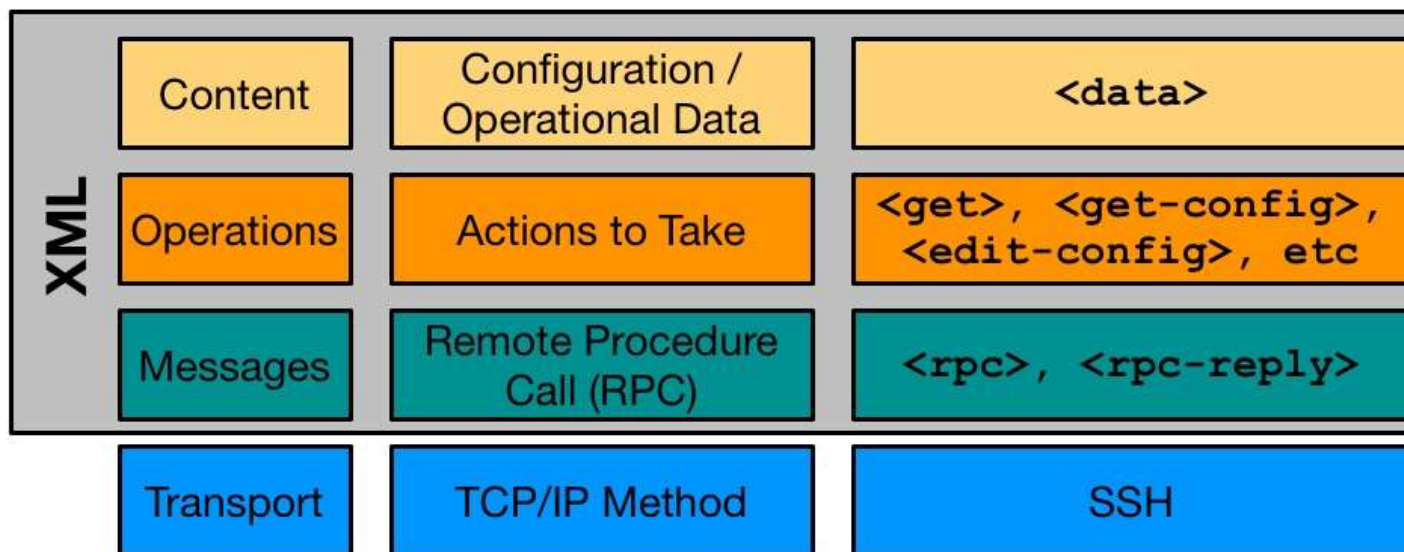 XML
Content
Configuration /
Operational Data
<data>
Operations
Actions to Take
<get>, <get-config>,
<edit-config>, etc
Messages
Remote Procedure
Call (RPC)
<rpc>, <rpc-reply>
Transport
TCP/IP Method
SSH